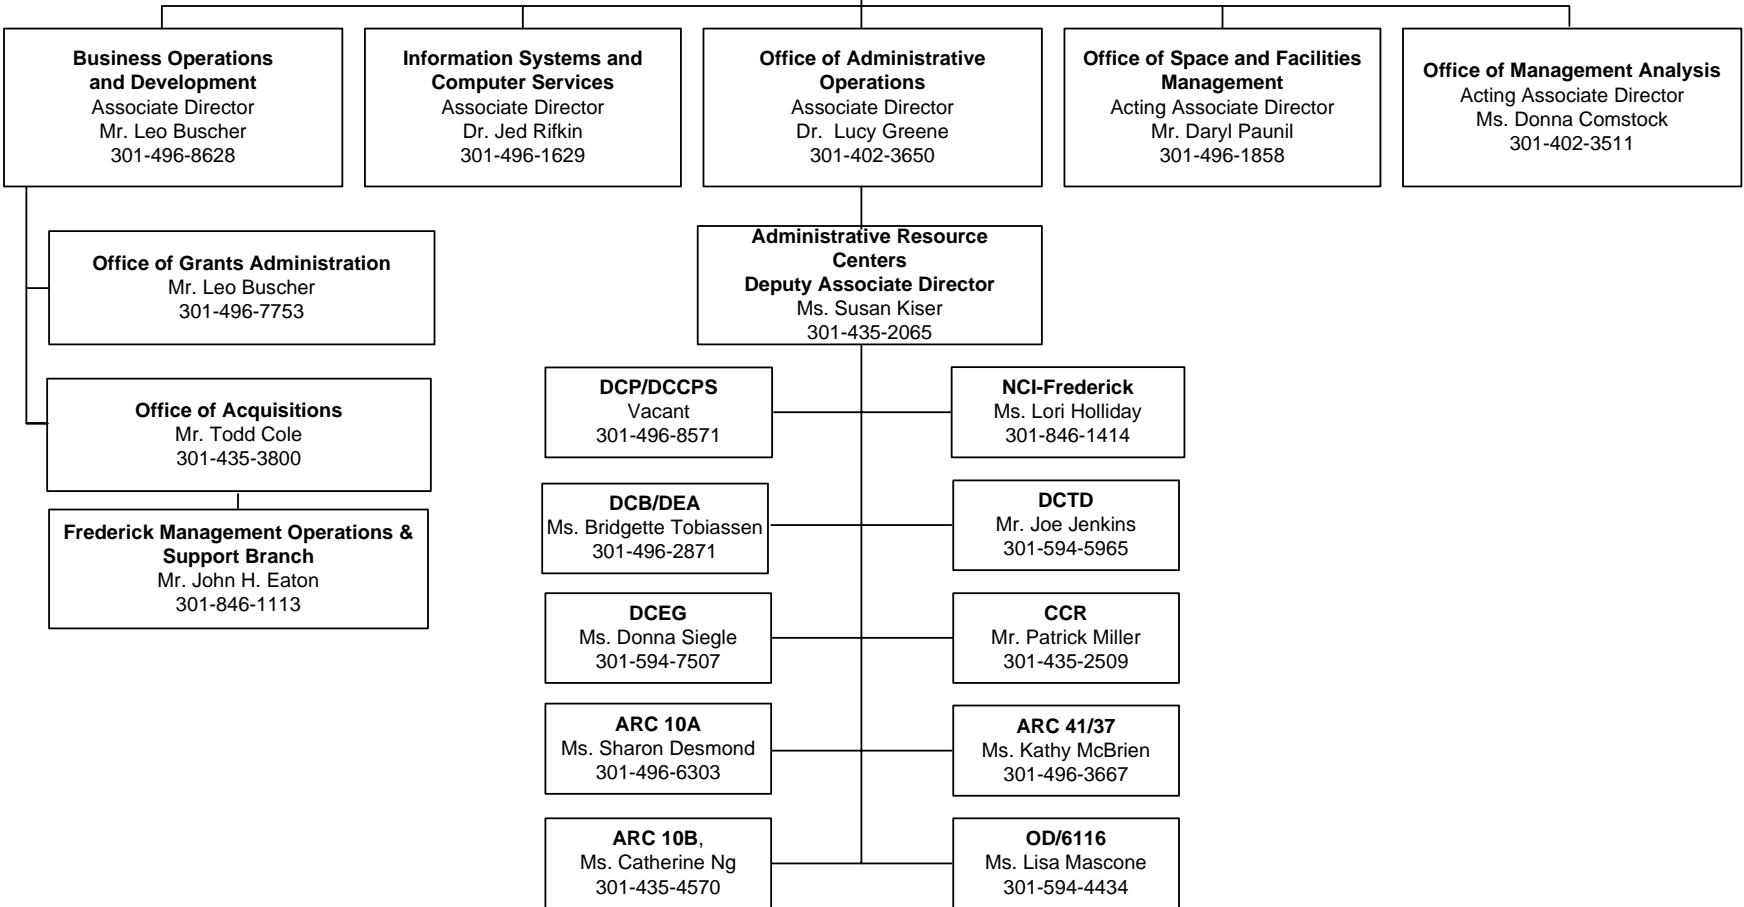 Business Operations
and Development
Associate Director
Mr. Leo Buscher
301-496-8628
Information Systems and
Computer Services
Associate Director
Dr. Jed Rifkin
301-496-1629
Office of Administrative
Operations
Associate Director
Dr. Lucy Greene
301-402-3650
Office of Space and Facilities
Management
Acting Associate Director
Mr. Daryl Paunil
301-496-1858
Office of Management Analysis
Acting Associate Director
Ms. Donna Comstock
301-402-3511
Office of Grants Administration
Mr. Leo Buscher
301-496-7753
Office of Acquisitions
Mr. Todd Cole
301-435-3800
Frederick Management Operations &
Support Branch
Mr. John H. Eaton
301-846-1113
Administrative Resource
Centers
Deputy Associate Director
Ms. Susan Kiser
301-435-2065
DCP/DCCPS
Vacant
301-496-8571
NCI-Frederick
Ms. Lori Holliday
301-846-1414
DCB/DEA
Ms. Bridgette Tobiassen
301-496-2871
DCTD
Mr. Joe Jenkins
301-594-5965
DCEG
Ms. Donna Siegle
301-594-7507
CCR
Mr. Patrick Miller
301-435-2509
ARC 10A
Ms. Sharon Desmond
301-496-6303
ARC 41/37
Ms. Kathy McBrien
301-496-3667
ARC 10B,
Ms. Catherine Ng
301-435-4570
OD/6116
Ms. Lisa Mascone
301-594-4434